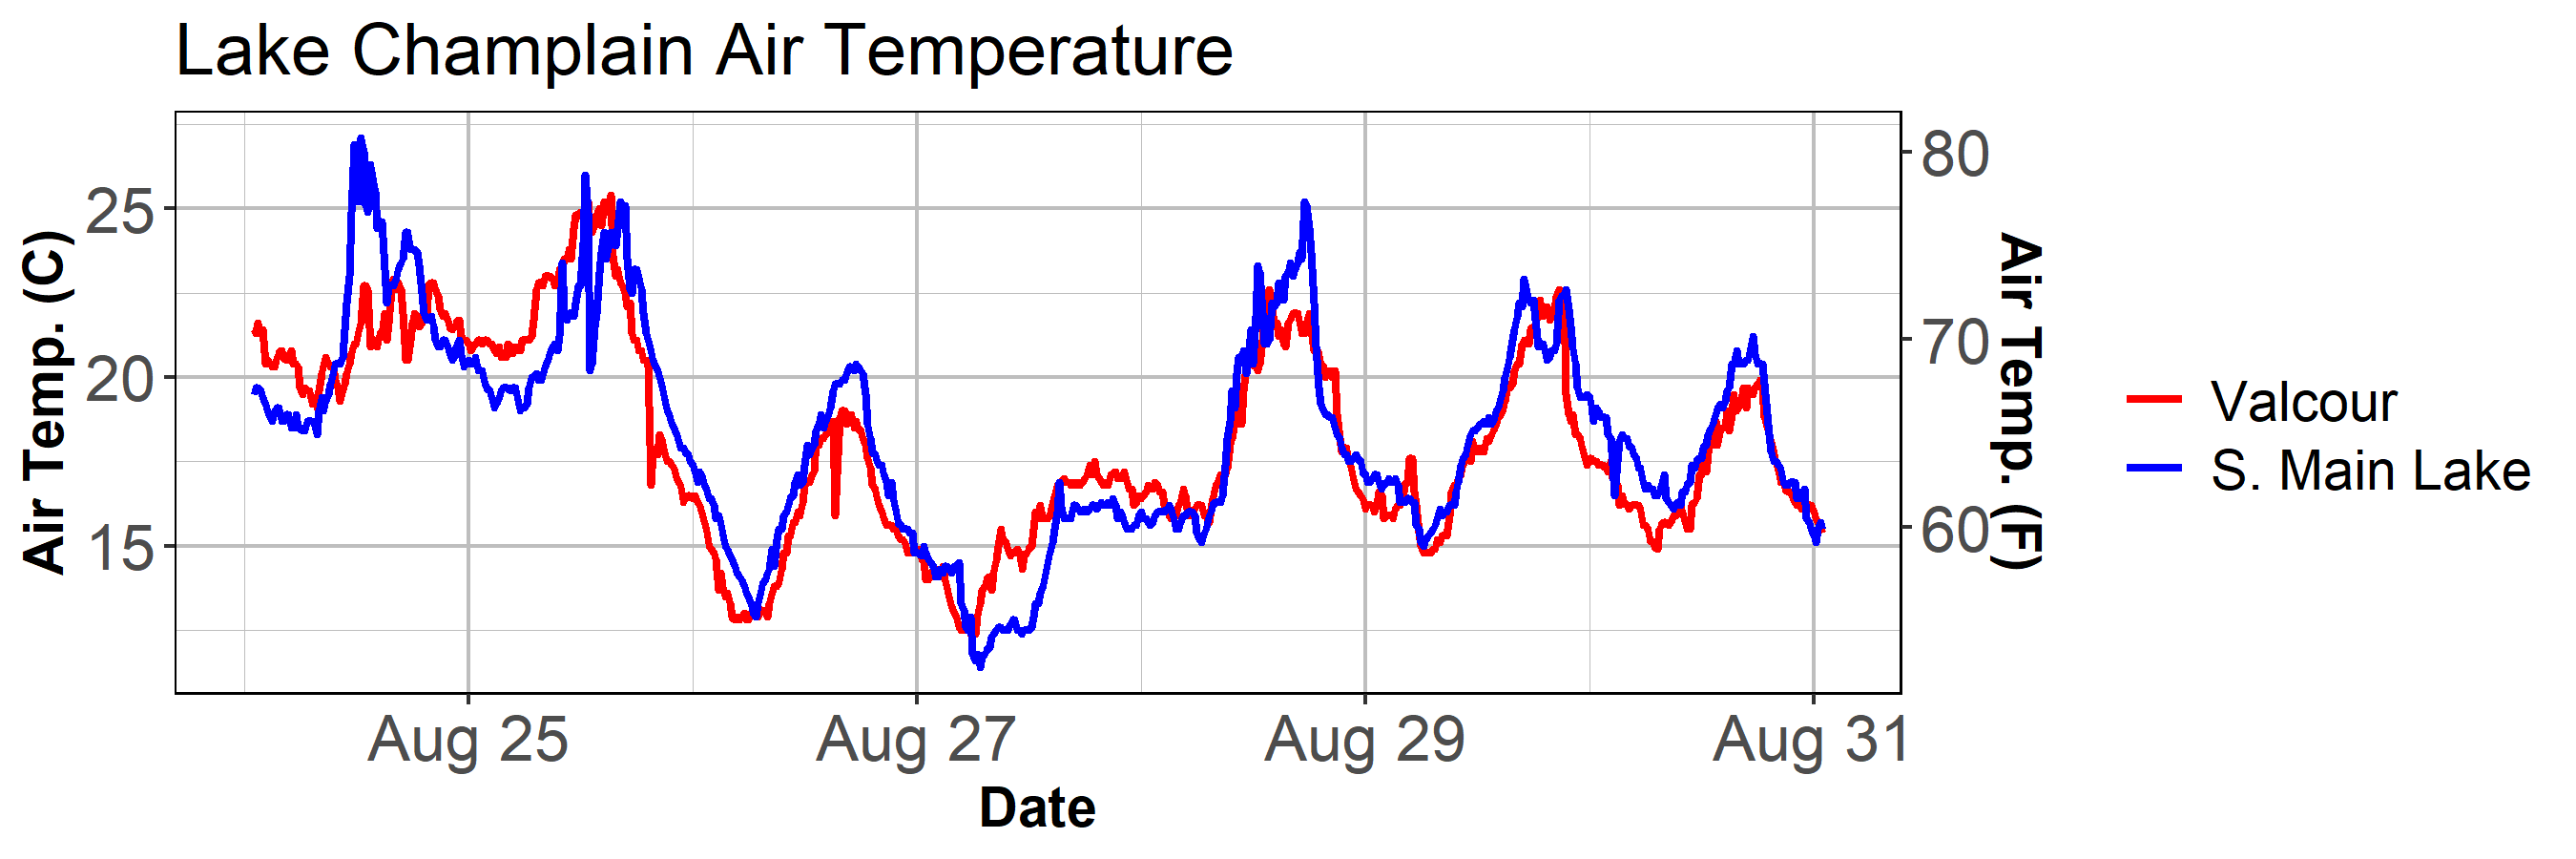 Lake Champlain Air Temperature
Air Temp. (C)
25
20
15
80
70
60
Air Temp. (F)
Aug 25
Aug 27
Aug 29
Aug 31
Date
Valcour
S. Main Lake